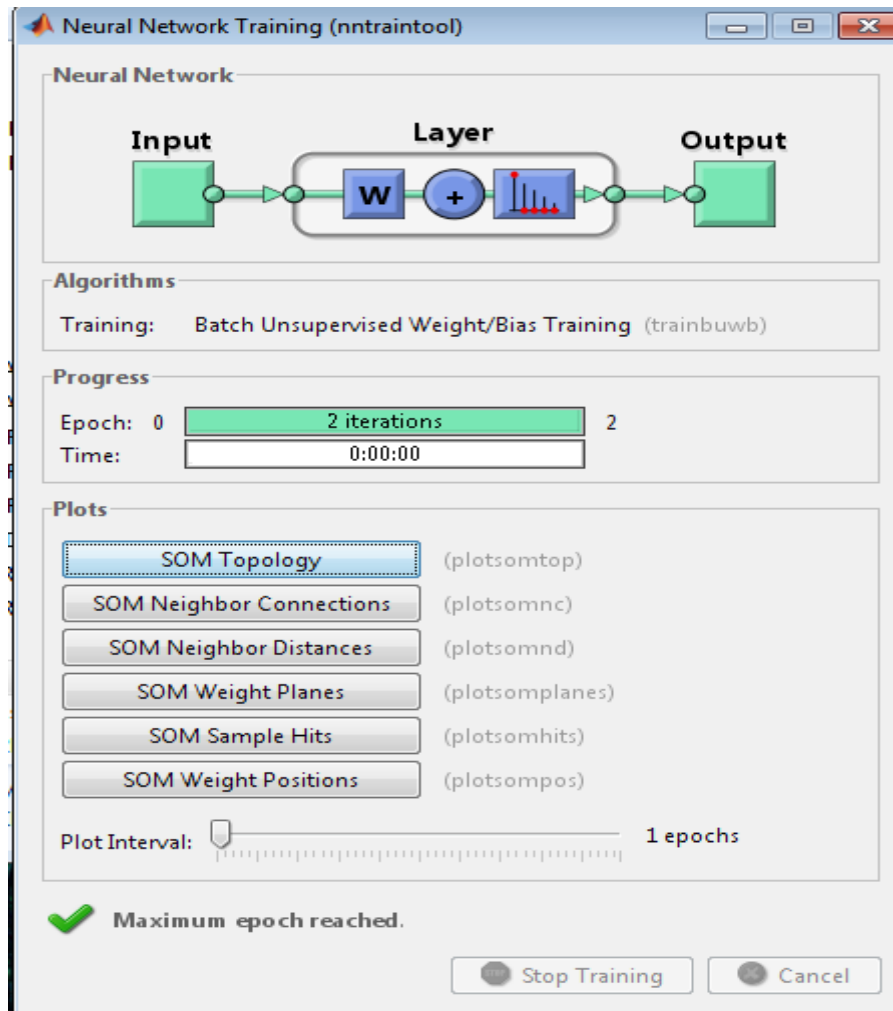 Neural Network Training (nntraintool)
Neural Network
Input
Layer
Output
W
+
Algorithms
Training: Batch Unsupervised Weight/Bias Training (trainbuwb)
Progress
Epoch: 0 2 iterations 2
Time: 0:00:00
Plots
SOM Topology (plotsomtop)
SOM Neighbor Connections (plotsomnc)
SOM Neighbor Distances (plotsomnd)
SOM Weight Planes (plotsomplanes)
SOM Sample Hits (plotsomhits)
SOM Weight Positions (plotsompos)
Plot Interval: 1 epochs
Maximum epoch reached.
Stop Training Cancel